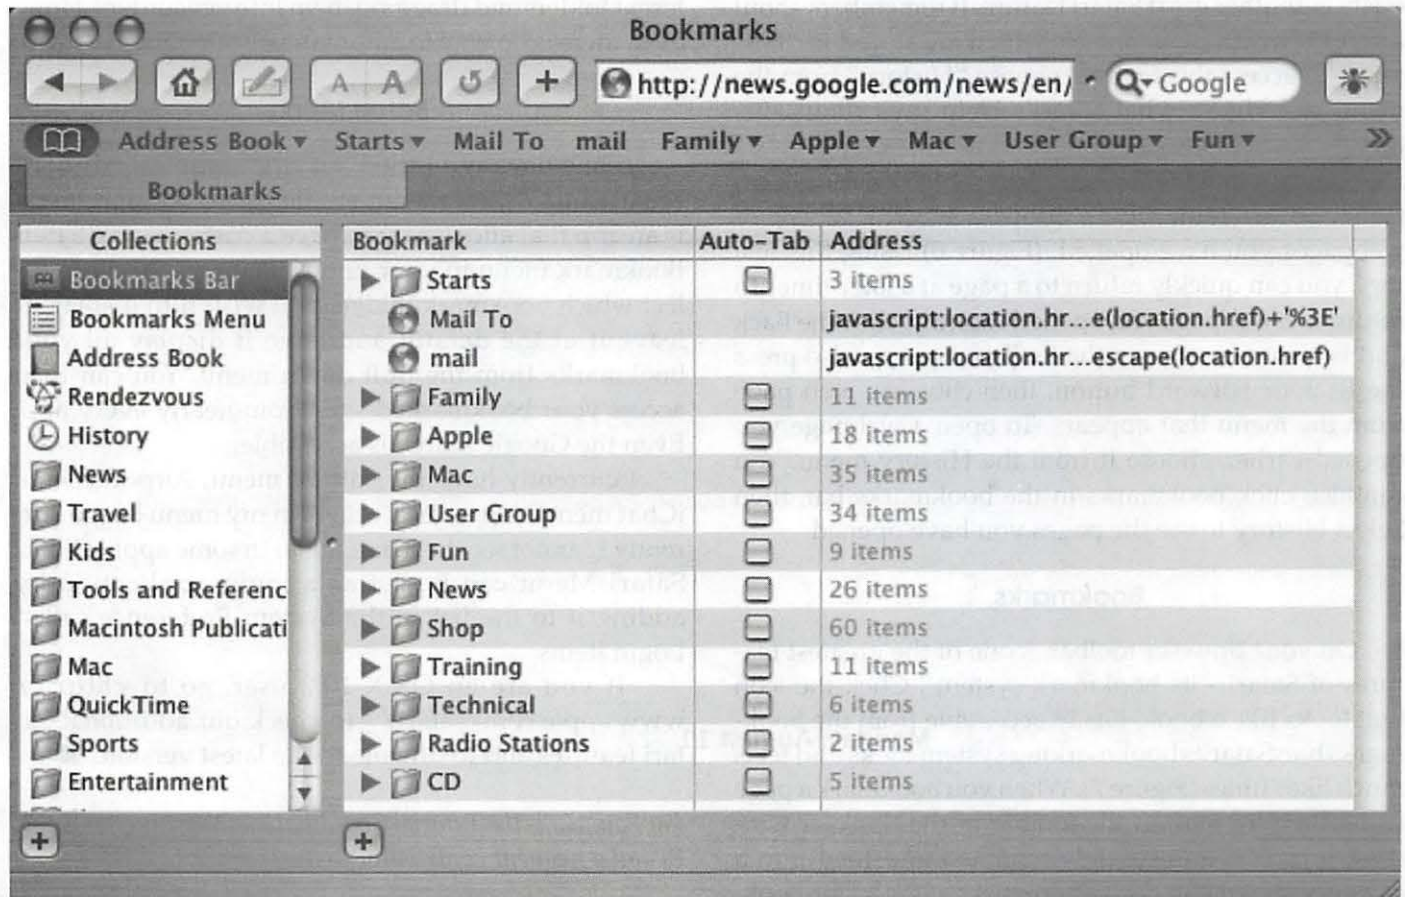 Bookmarks
A A http://news.google.com/news/en/ Google
Address Book Starts Mail To mail Family Apple Mac User Group Fun
Bookmarks
Collections
Bookmarks Bar
Bookmarks Menu
Address Book
Rendezvous
History
News
Travel
Kids
Tools and Referenc
Macintosh Publicati
Mac
QuickTime
Sports
Entertainment
Bookmark Auto-Tab Address
Starts 3 items
Mail To javascript:location.hr...e(location.href)+'%3E'
mail javascript:location.hr...escape(location.href)
Family 11 items
Apple 18 items
Mac 35 items
User Group 34 items
Fun 9 items
News 26 items
Shop 60 items
Training 11 items
Technical 6 items
Radio Stations 2 items
CD 5 items